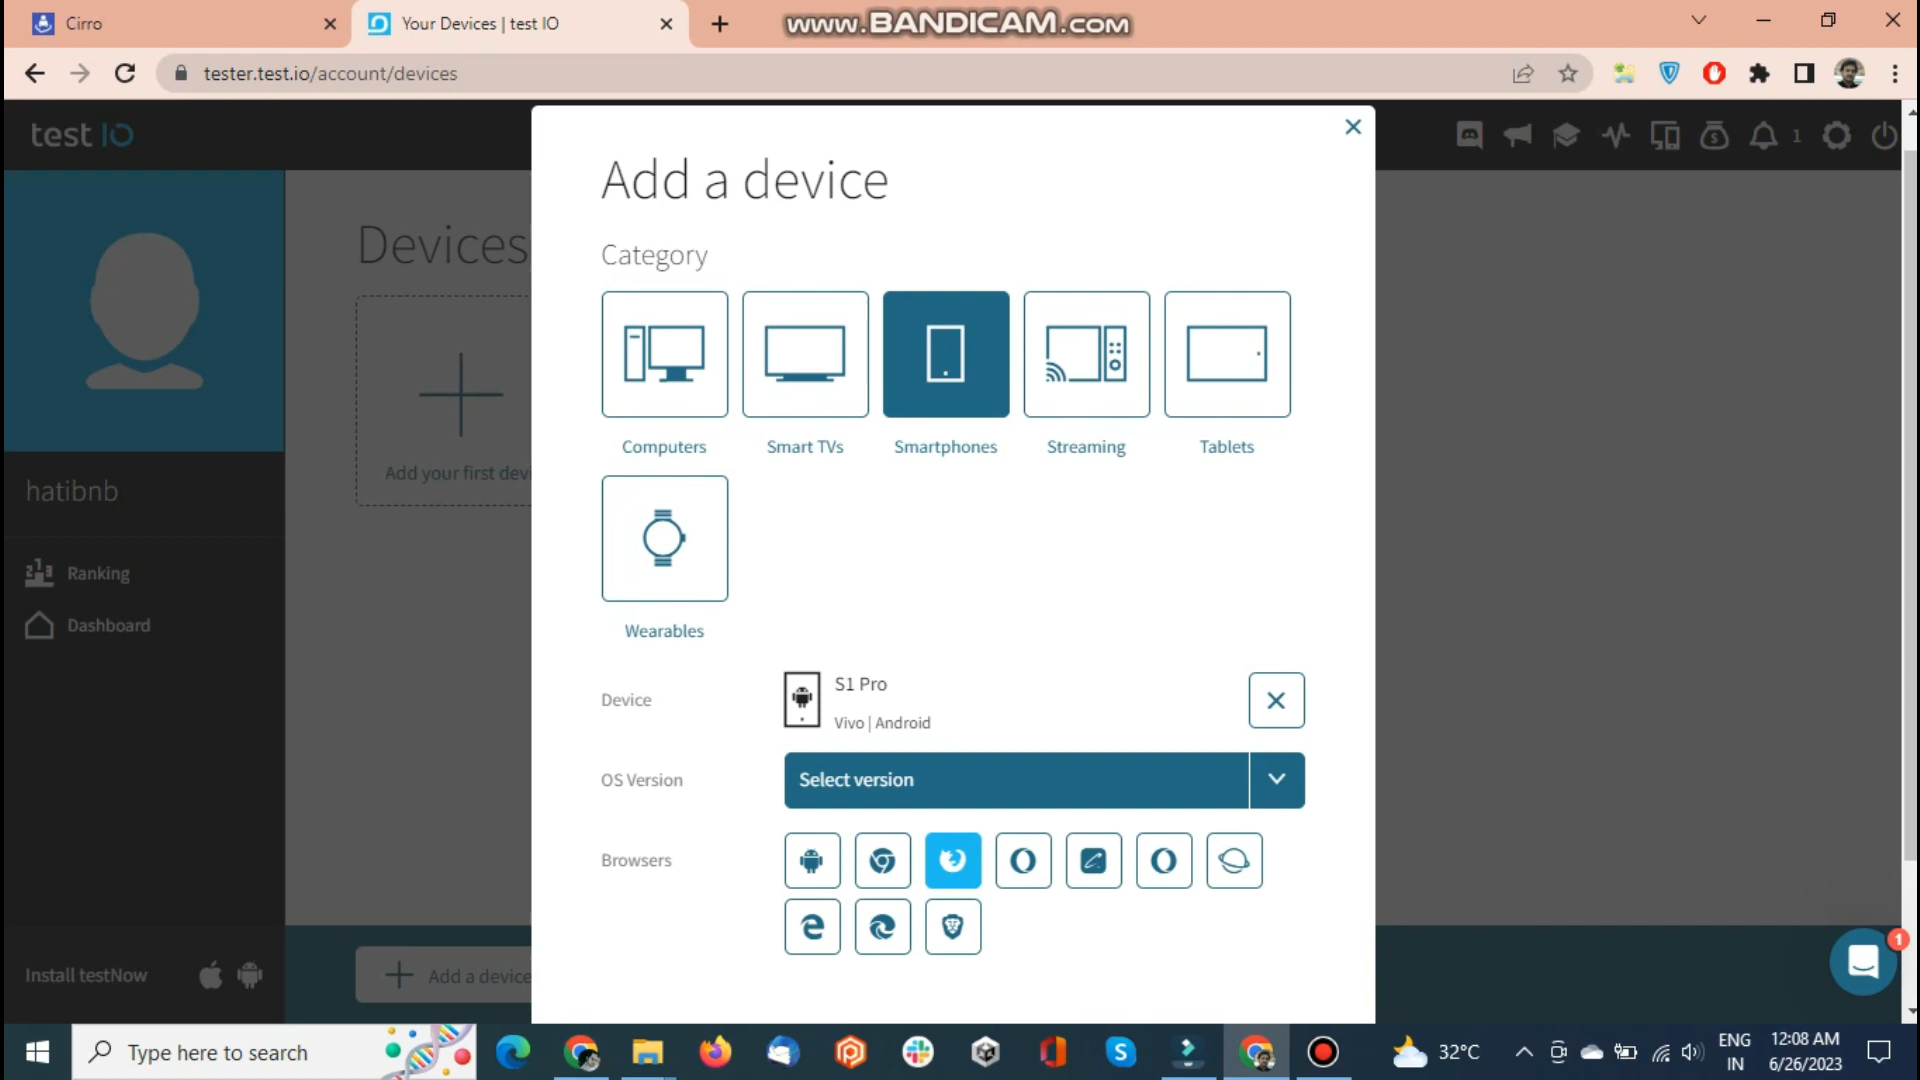 Cirro
Your Devices | test IO
www.BANDICAM.com
tester.test.io/account/devices
test IO
1
Add a device
Category
Devices
Computers
Smart TVs
Smartphones
Streaming
Tablets
Add your first devi
hatibnb
Wearables
Ranking
Dashboard
Device
S1 Pro
Vivo | Android
OS Version
Select version
Browsers
1
Install testNow
Add a device
Type here to search
32°C
ENG
IN
12:08 AM
6/26/2023